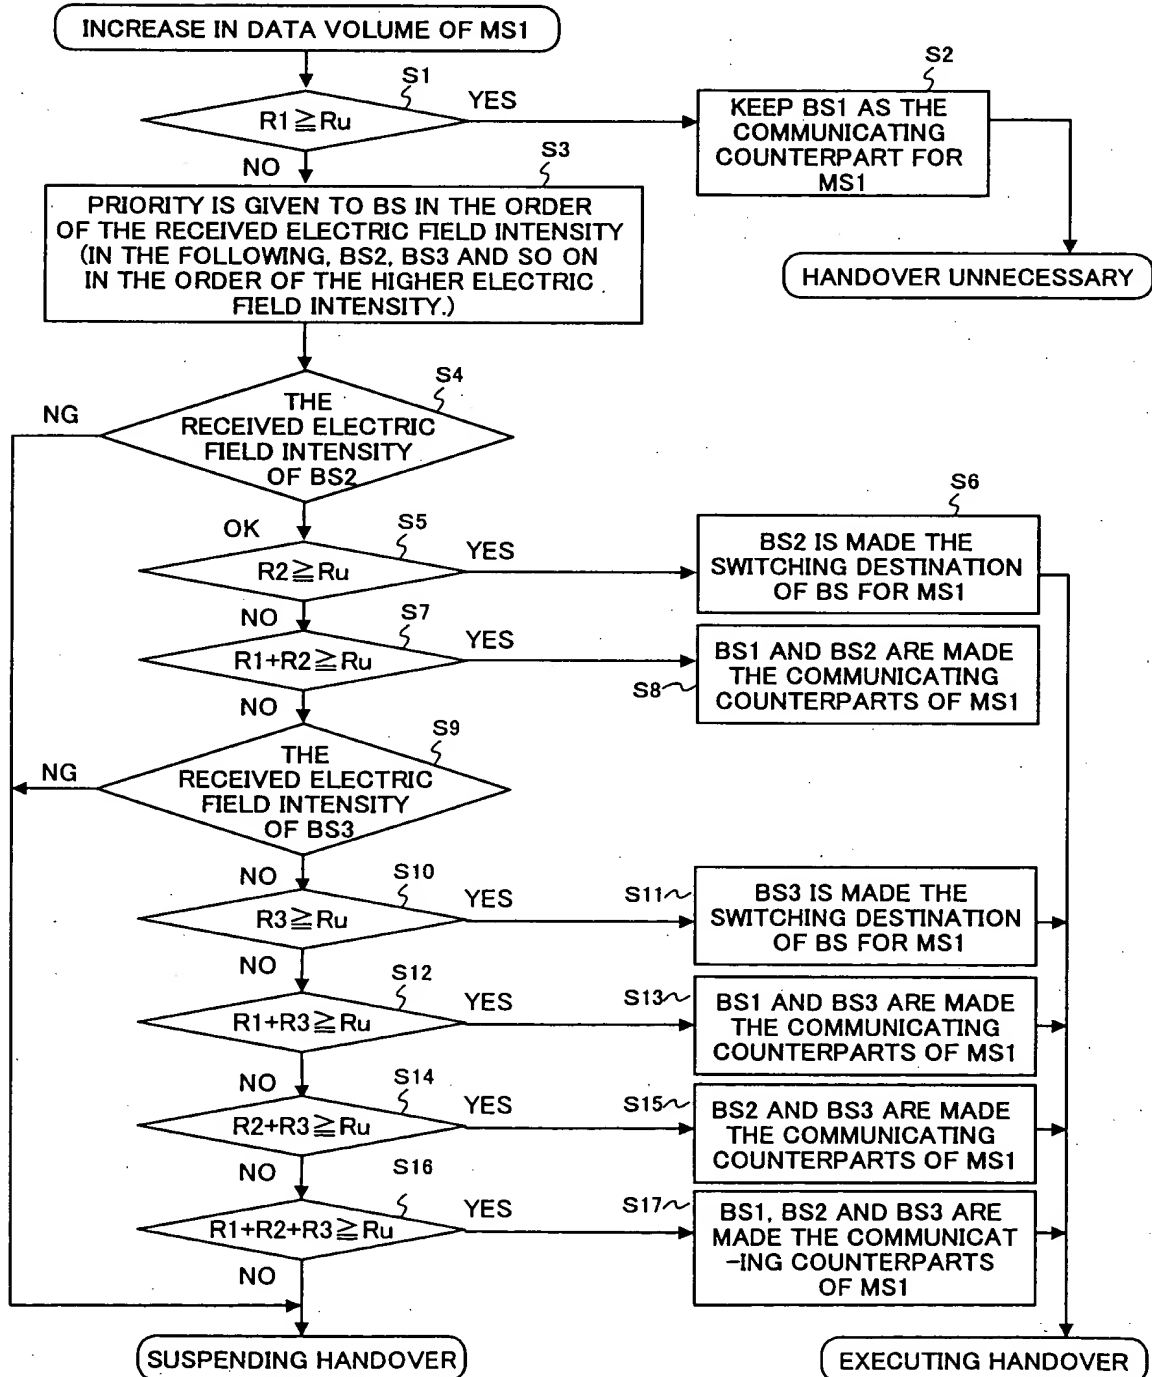 INCREASE IN DATA VOLUME OF MS1
S1
R1≧Ru
YES
S2
KEEP BS1 AS THE
COMMUNICATING
COUNTERPART FOR
MS1
NO
S3
PRIORITY IS GIVEN TO BS IN THE ORDER
OF THE RECEIVED ELECTRIC FIELD INTENSITY
(IN THE FOLLOWING, BS2, BS3 AND SO ON
IN THE ORDER OF THE HIGHER ELECTRIC
FIELD INTENSITY.)
HANDOVER UNNECESSARY
S4
NG
THE
RECEIVED ELECTRIC
FIELD INTENSITY
OF BS2
OK
S5
R2≧Ru
YES
S6
BS2 IS MADE THE
SWITCHING DESTINATION
OF BS FOR MS1
NO
S7
R1+R2≧Ru
YES
S8
BS1 AND BS2 ARE MADE
THE COMMUNICATING
COUNTERPARTS OF MS1
NO
S9
NG
THE
RECEIVED ELECTRIC
FIELD INTENSITY
OF BS3
NO
S10
R3≧Ru
YES
S11
BS3 IS MADE THE
SWITCHING DESTINATION
OF BS FOR MS1
NO
S12
R1+R3≧Ru
YES
S13
BS1 AND BS3 ARE MADE
THE COMMUNICATING
COUNTERPARTS OF MS1
NO
S14
R2+R3≧Ru
YES
S15
BS2 AND BS3 ARE MADE
THE COMMUNICATING
COUNTERPARTS OF MS1
NO
S16
R1+R2+R3≧Ru
YES
S17
BS1, BS2 AND BS3 ARE
MADE THE COMMUNICAT
-ING COUNTERPARTS
OF MS1
NO
SUSPENDING HANDOVER
EXECUTING HANDOVER